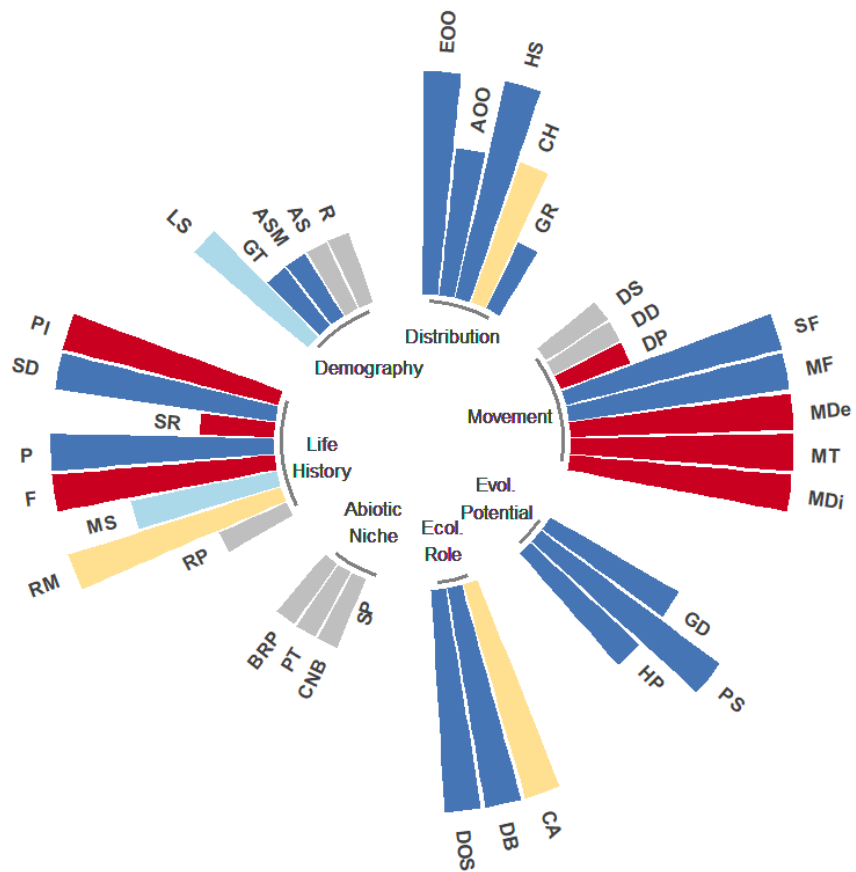 EOO
HS
AOO
CH
GR
LS
GT
ASM
AS
R
DS
DD
DP
SF
MF
MDe
MT
MDi
PI
SD
SR
P
F
MS
RM
RP
Distribution
Demography
Movement
Life
History
Evol.
Potential
Abiotic
Niche
Ecol.
Role
GD
PS
HP
BRP
PT
CNB
SP
DOS
DB
CA